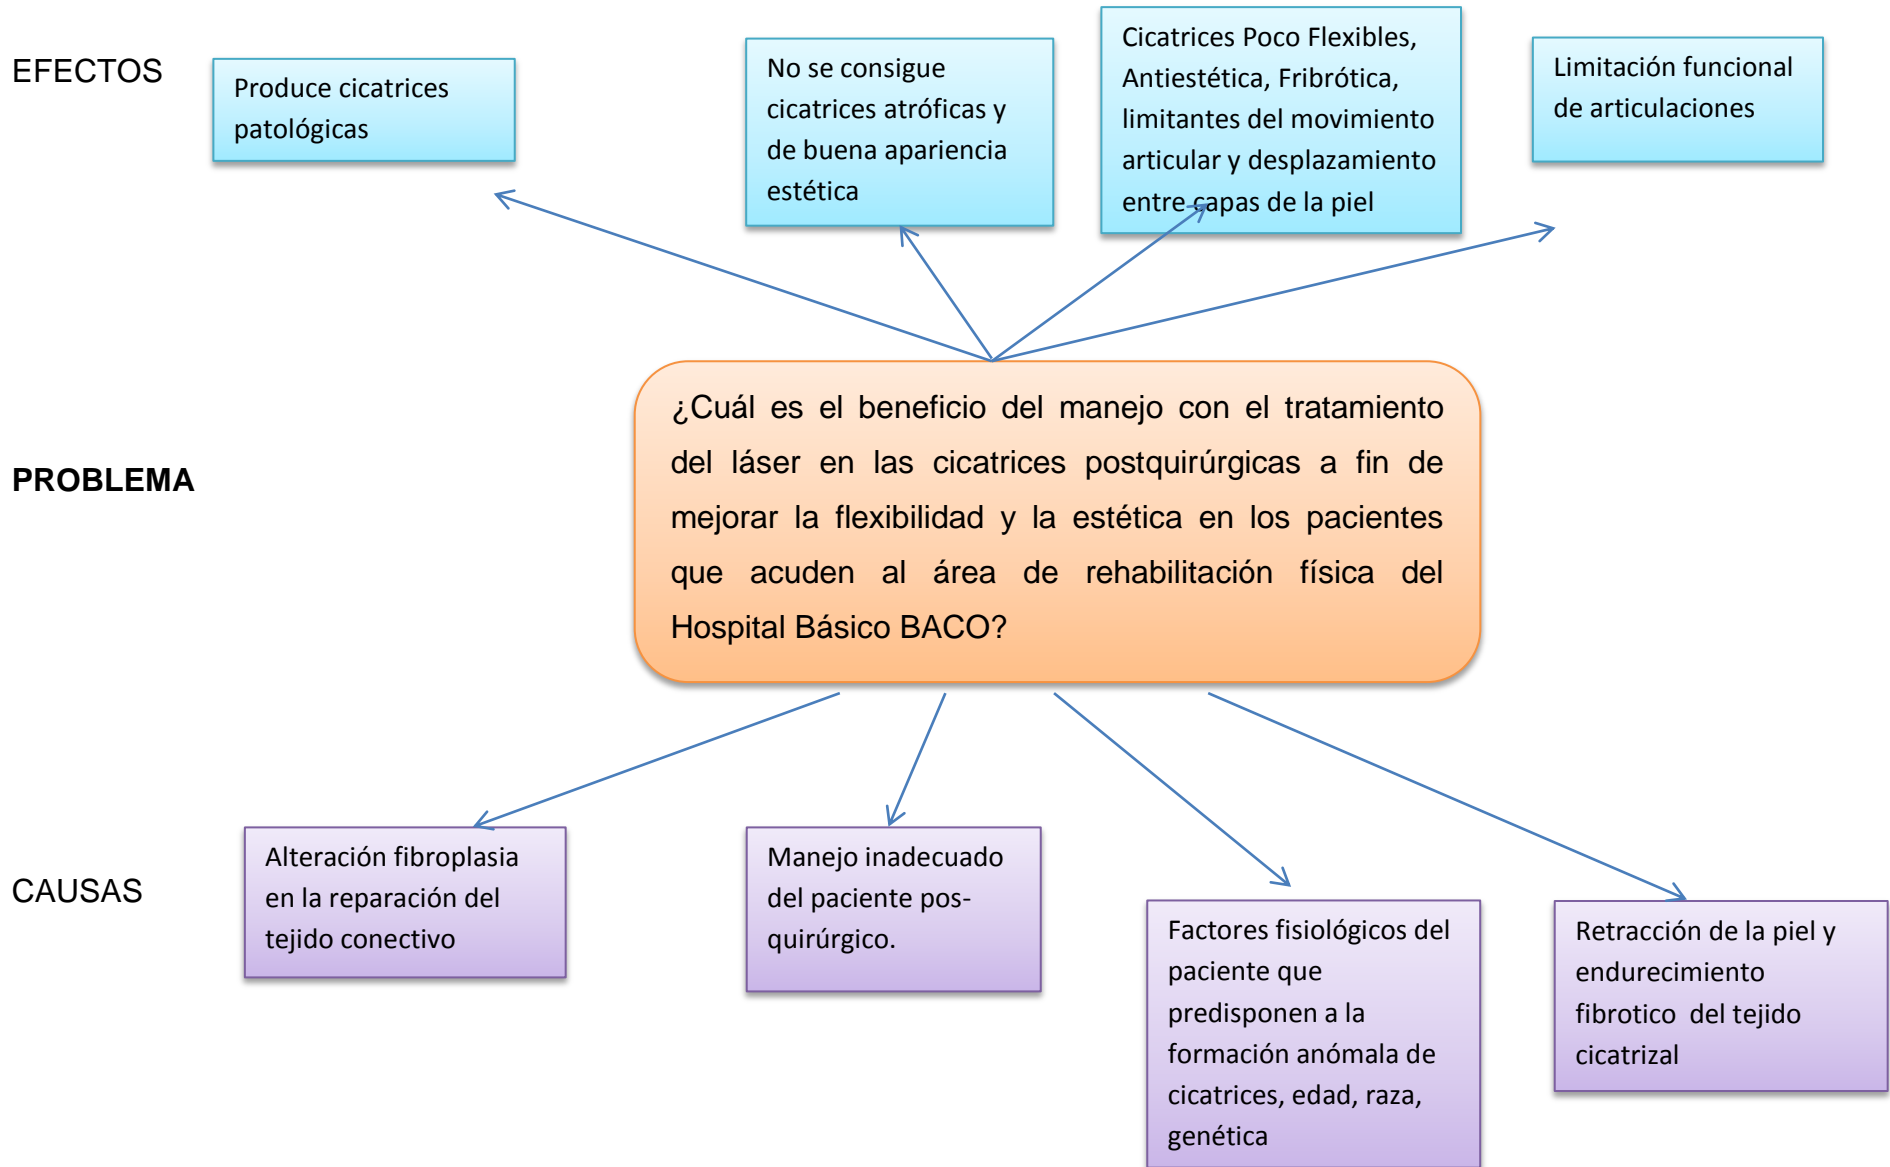 EFECTOS
Produce cicatrices
patológicas
No se consigue
cicatrices atróficas y
de buena apariencia
estética
Cicatrices Poco Flexibles,
Antiestética, Fribrótica,
limitantes del movimiento
articular y desplazamiento
entre capas de la piel
Limitación funcional
de articulaciones
PROBLEMA
¿Cuál es el beneficio del manejo con el tratamiento
del láser en las cicatrices postquirúrgicas a fin de
mejorar la flexibilidad y la estética en los pacientes
que acuden al área de rehabilitación física del
Hospital Básico BACO?
CAUSAS
Alteración fibroplasia
en la reparación del
tejido conectivo
Manejo inadecuado
del paciente pos-
quirúrgico.
Factores fisiológicos del
paciente que
predisponen a la
formación anómala de
cicatrices, edad, raza,
genética
Retracción de la piel y
endurecimiento
fibrotico  del tejido
cicatrizal